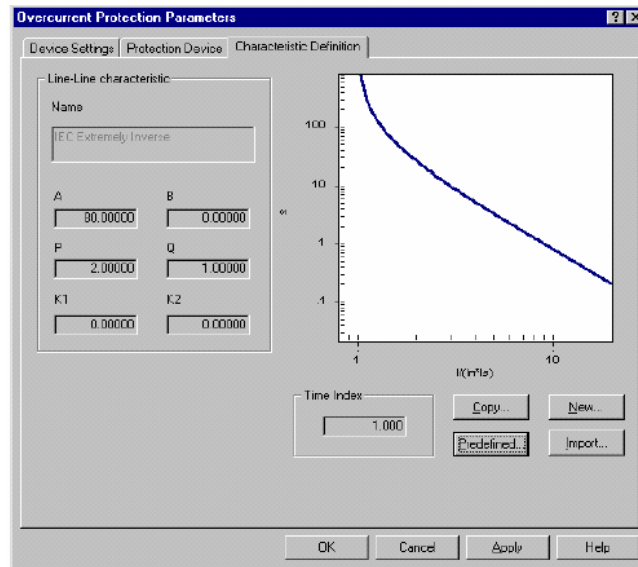 Overcurrent Protection Parameters
Device Settings
Protection Device
Characteristic Definition
Line-Line characteristic
Name
IEC Extremely Inverse
A
B
80.00000
0.00000
P
Q
2.00000
1.00000
K1
K2
0.00000
0.00000
s
100
10
1
.1
1
10
I/(In*Is)
Time Index
1.000
Copy...
New...
Predefined...
Import...
OK
Cancel
Apply
Help